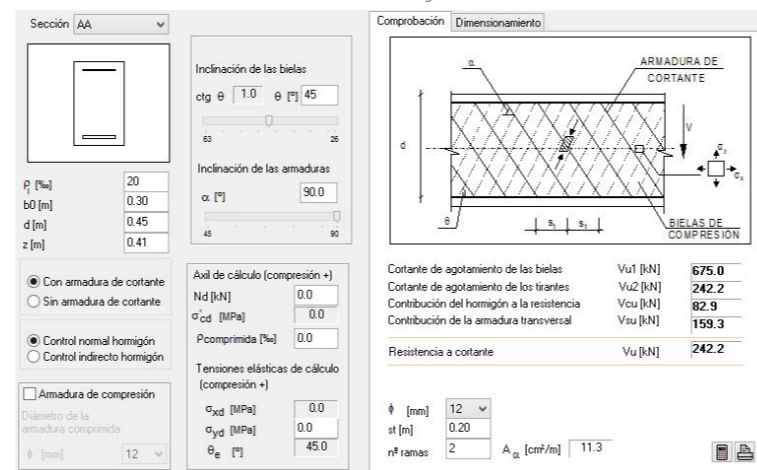 Sección AA
ρl [‰] 20
b0 [m] 0.30
d [m] 0.45
z [m] 0.41
Con armadura de cortante
Sin armadura de cortante
Control normal hormigón
Control indirecto hormigón
Armadura de compresión
Diámetro de la
armadura comprimida
ϕ [mm] 12
Inclinación de las bielas
ctg θ 1.0 θ [º] 45
63 26
Inclinación de las armaduras
α [º] 90.0
45 90
Axil de cálculo (compresión +)
Nd [kN] 0.0
σ'cd [MPa] 0.0
ρcomprimida [‰] 0.0
Tensiones elásticas de cálculo
(compresión +)
σxd [MPa] 0.0
σyd [MPa] 0.0
θe [º] 45.0
Comprobación Dimensionamiento
α
ARMADURA DE
CORTANTE
d
V
σy
σx
θ
st st
BIELAS DE
COMPRESIÓN
Cortante de agotamiento de las bielas Vu1 [kN] 675.0
Cortante de agotamiento de los tirantes Vu2 [kN] 242.2
Contribución del hormigón a la resistencia Vcu [kN] 82.9
Contribución de la armadura transversal Vsu [kN] 159.3
Resistencia a cortante Vu [kN] 242.2
ϕ [mm] 12
st [m] 0.20
nº ramas 2 Aα [cm²/m] 11.3